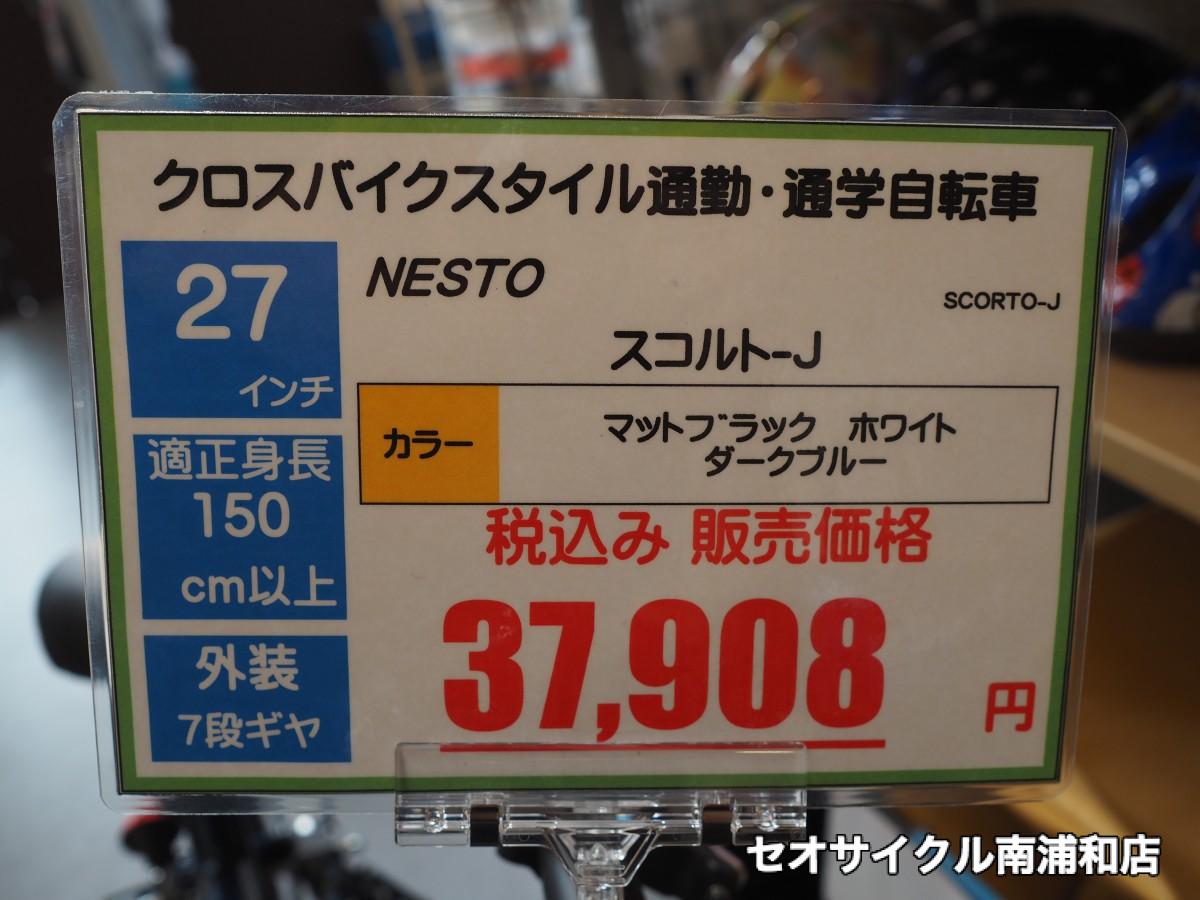 クロスバイクスタイル通勤・通学自転車
27
インチ
NESTO
SCORTO-J
スコルト-J
カラー
マットブラック ホワイト
ダークブルー
適正身長
150
cm以上
外装
7段ギヤ
税込み 販売価格
37,908
円
セオサイクル南浦和店